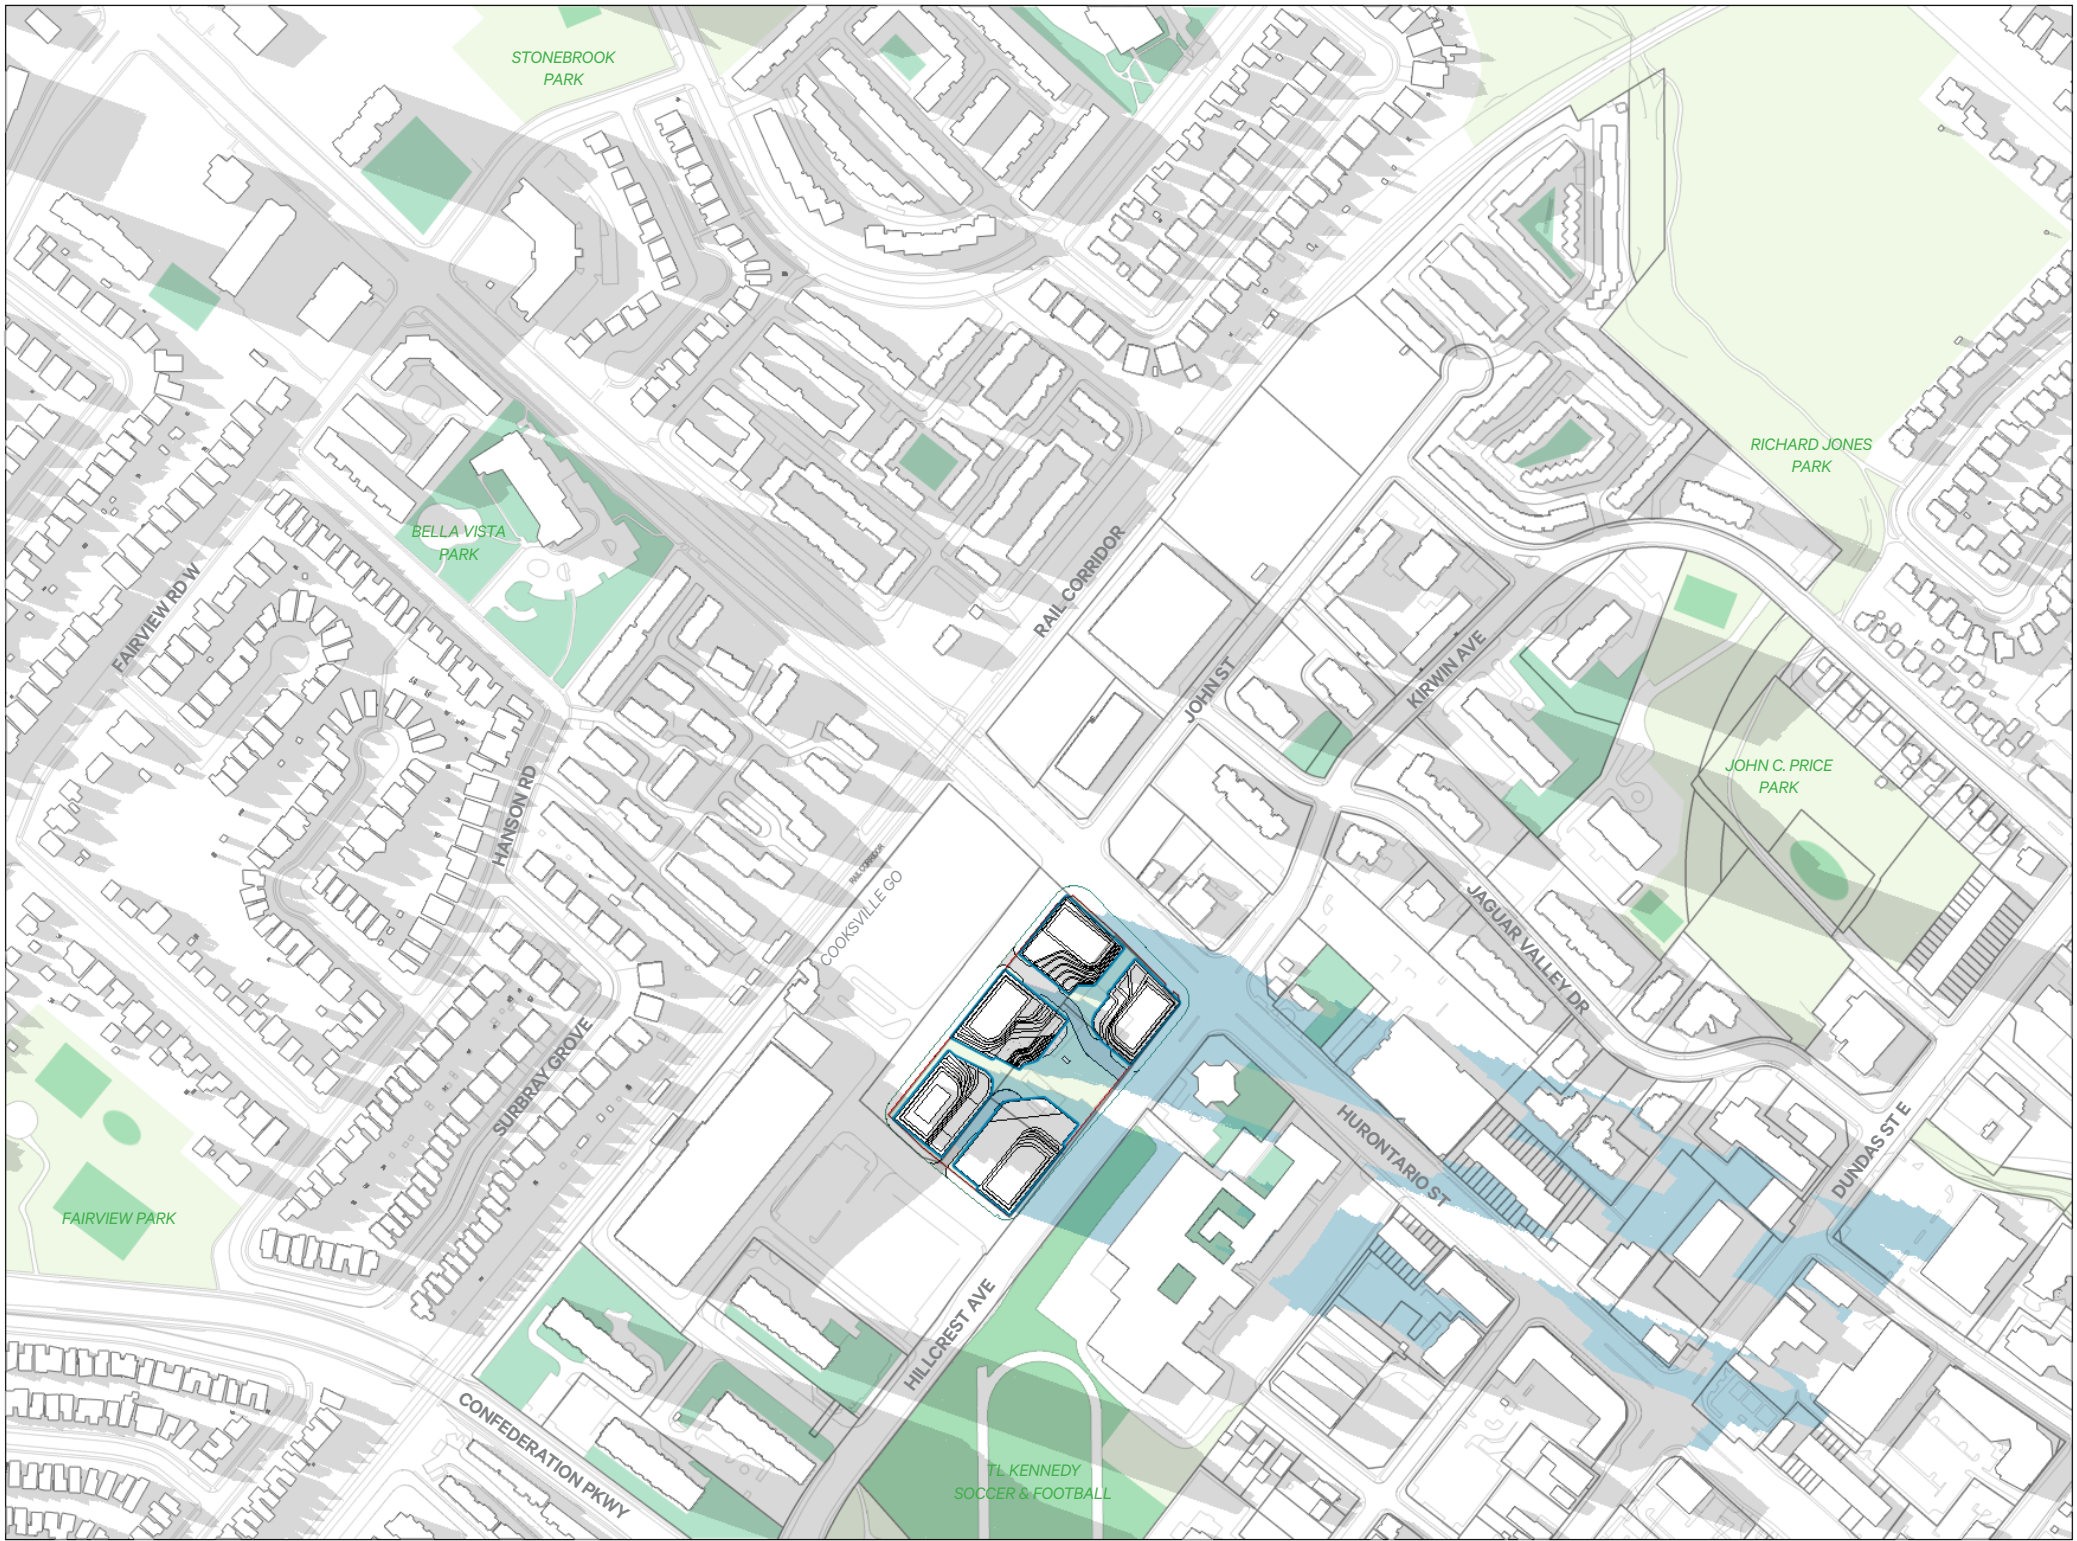 STONEBROOK
PARK
RICHARD JONES
PARK
BELLA VISTA
PARK
RAIL CORRIDOR
FAIRVIEW RD W
JOHN ST
KIRWIN AVE
HANSON RD
JOHN C. PRICE
PARK
RAIL CORRIDOR
COOKSVILLE GO
JAGUAR VALLEY DR
SURBRAY GROVE
HURONTARIO ST
DUNDAS ST E
FAIRVIEW PARK
HILLCREST AVE
CONFEDERATION PKWY
TL KENNEDY
SOCCER & FOOTBALL